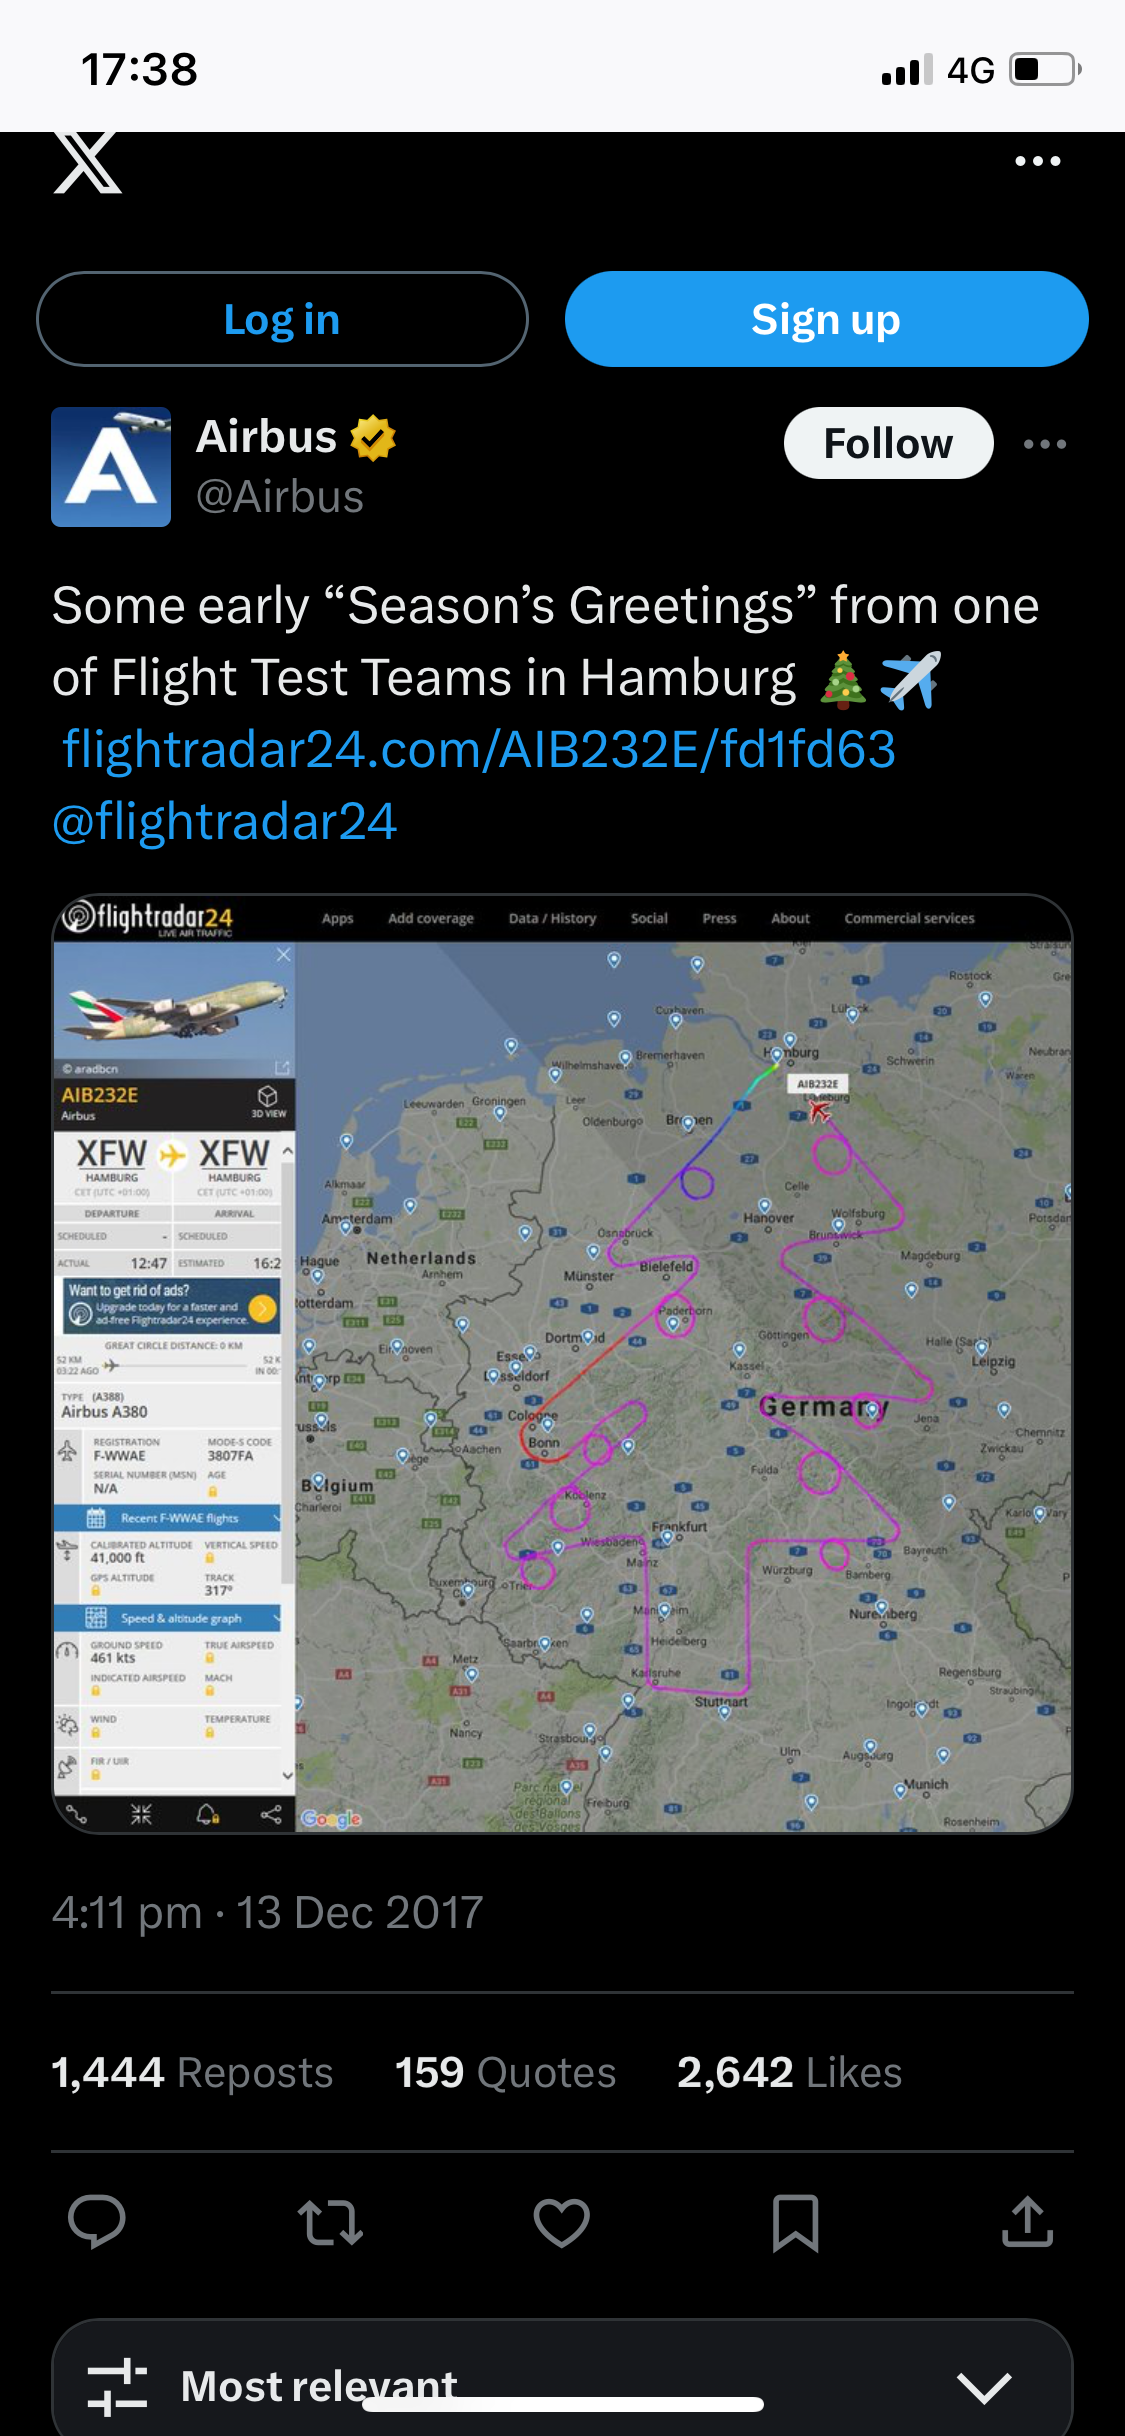 17:38
4G
Log in
Sign up
Airbus
@Airbus
Follow
Some early “Season’s Greetings” from one
of Flight Test Teams in Hamburg 🎄✈️
flightradar24.com/AIB232E/fd1fd63
@flightradar24
flightradar24
LIVE AIR TRAFFIC
Apps Add coverage Data / History Social Press About Commercial services
© aradbcn
AIB232E
Airbus
3D VIEW
XFW XFW
HAMBURG HAMBURG
CET (UTC +01:00) CET (UTC +01:00)
DEPARTURE ARRIVAL
SCHEDULED - SCHEDULED
ACTUAL 12:47 ESTIMATED 16:2
Want to get rid of ads?
Upgrade today for a faster and
ad-free Flightradar24 experience.
GREAT CIRCLE DISTANCE: 0 KM
52 KM 52 K
03:22 AGO IN 00:
TYPE (A388)
Airbus A380
REGISTRATION MODE-S CODE
F-WWAE 3807FA
SERIAL NUMBER (MSN) AGE
N/A
Recent F-WWAE flights
CALIBRATED ALTITUDE VERTICAL SPEED
41,000 ft
GPS ALTITUDE TRACK
317°
Speed & altitude graph
GROUND SPEED TRUE AIRSPEED
461 kts
INDICATED AIRSPEED MACH
WIND TEMPERATURE
FIR / UIR
Kiel
Rostock
Cuxhaven
Lübeck
Hamburg
Schwerin
Neubran
Waren
Bremerhaven
Wilhelmshaven
AIB232E
Lüneburg
Leeuwarden Groningen
Leer
Oldenburg
Bremen
Alkmaar
Celle
Amsterdam
Hanover
Wolfsburg
Brunswick
Potsdam
Osnabrück
Magdeburg
Hague
Netherlands
Arnhem
Münster
Bielefeld
Rotterdam
Paderborn
Dortmund
Göttingen
Halle (Saale)
Leipzig
Eindhoven
Essen
Kassel
Düsseldorf
Antwerp
Germany
Cologne
Jena
Chemnitz
Zwickau
Bonn
Aachen
Liège
Belgium
Charleroi
Fulda
Koblenz
Karlovy Vary
Frankfurt
Wiesbaden
Mainz
Bayreuth
Würzburg
Bamberg
Luxembourg
Trier
Mannheim
Nuremberg
Heidelberg
Saarbrücken
Metz
Karlsruhe
Regensburg
Straubing
Stuttgart
Ingolstadt
Nancy
Strasbourg
Ulm
Augsburg
Munich
Parc naturel
régional
des Ballons
des Vosges
Freiburg
Rosenheim
Google
4:11 pm · 13 Dec 2017
1,444 Reposts 159 Quotes 2,642 Likes
Most relevant